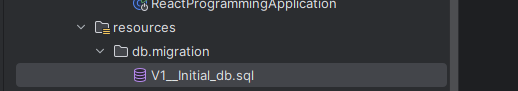 ReactProgrammingApplication
resources
db.migration
V1__Initial_db.sql